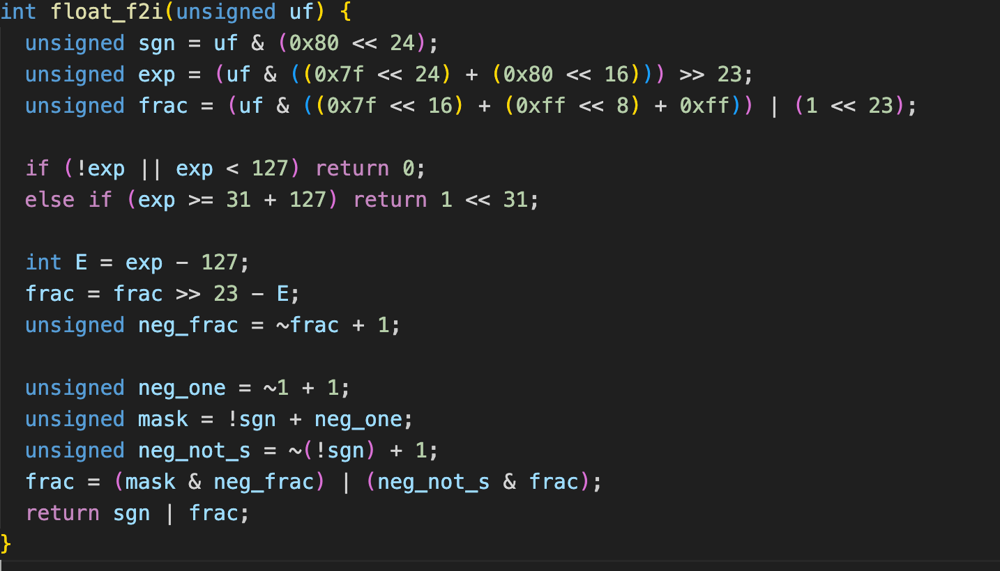 int float_f2i(unsigned uf) {
  unsigned sgn = uf & (0x80 << 24);
  unsigned exp = (uf & ((0x7f << 24) + (0x80 << 16))) >> 23;
  unsigned frac = (uf & ((0x7f << 16) + (0xff << 8) + 0xff)) | (1 << 23);

  if (!exp || exp < 127) return 0;
  else if (exp >= 31 + 127) return 1 << 31;

  int E = exp - 127;
  frac = frac >> 23 - E;
  unsigned neg_frac = ~frac + 1;

  unsigned neg_one = ~1 + 1;
  unsigned mask = !sgn + neg_one;
  unsigned neg_not_s = ~(!sgn) + 1;
  frac = (mask & neg_frac) | (neg_not_s & frac);
  return sgn | frac;
}